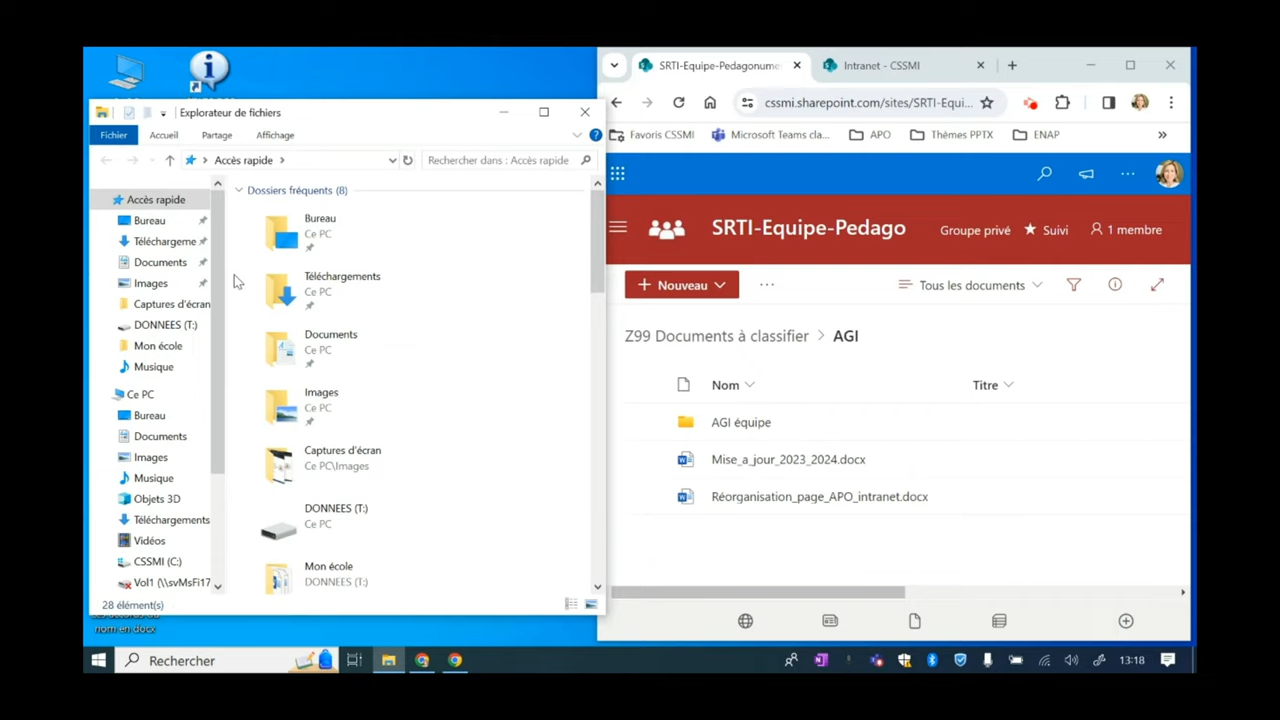 Explorateur de fichiers
Fichier Accueil Partage Affichage
Accès rapide
Rechercher dans : Accès rapide
Accès rapide
Bureau
Téléchargeme
Documents
Images
Captures d'écran
DONNEES (T:)
Mon école
Musique
Ce PC
Bureau
Documents
Images
Musique
Objets 3D
Téléchargements
Vidéos
CSSMI (C:)
Vol1 (\\svMsFi17
Dossiers fréquents (8)
Bureau
Ce PC
Téléchargements
Ce PC
Documents
Ce PC
Images
Ce PC
Captures d'écran
Ce PC\Images
DONNEES (T:)
Ce PC
Mon école
DONNEES (T:)
28 élément(s)
nom en docx
SRTI-Equipe-Pedagonume
Intranet - CSSMI
cssmi.sharepoint.com/sites/SRTI-Equi...
Favoris CSSMI Microsoft Teams cla... APO Thèmes PPTX ENAP
SRTI-Equipe-Pedago
Groupe privé Suivi 1 membre
Nouveau
Tous les documents
Z99 Documents à classifier > AGI
Nom Titre
AGI équipe
Mise_a_jour_2023_2024.docx
Réorganisation_page_APO_intranet.docx
Rechercher
13:18